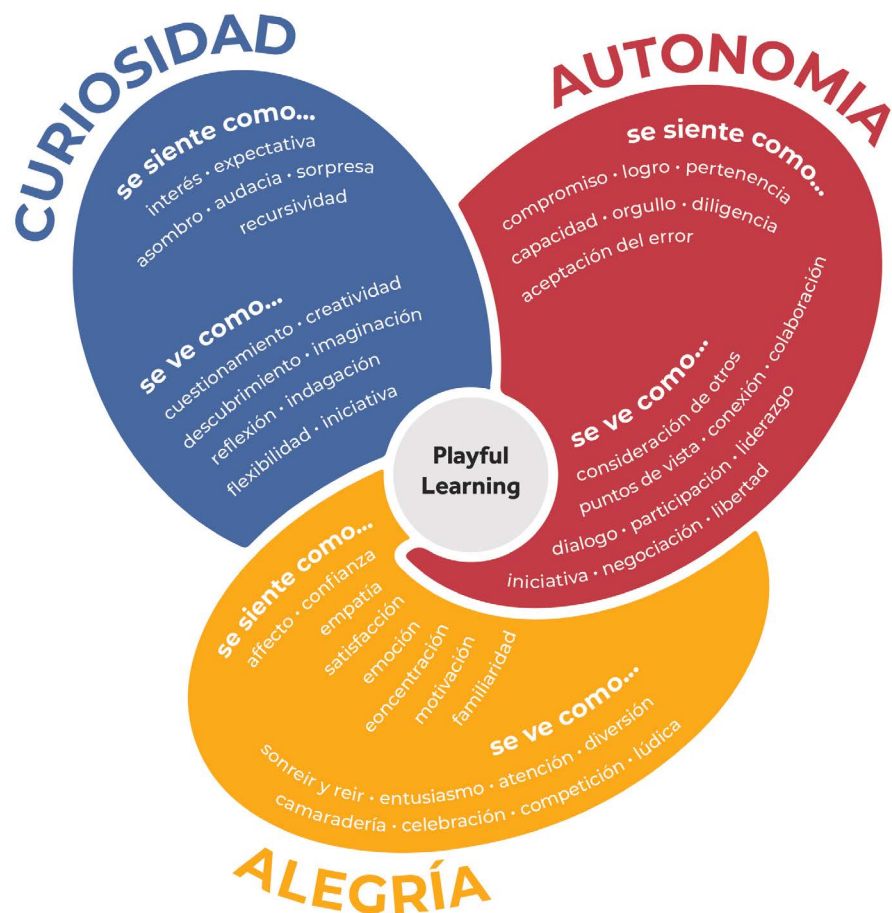 CURIOSIDAD
se siente como...
interés • expectativa
asombro • audacia • sorpresa
recursividad
se ve como...
cuestionamiento • creatividad
descubrimiento • imaginación
reflexión • indagación
flexibilidad • iniciativa
AUTONOMIA
se siente como...
compromiso • logro • pertenencia
capacidad • orgullo • diligencia
aceptación del error
se ve como...
consideración de otros
puntos de vista • conexión • colaboración
dialogo • participación • liderazgo
iniciativa • negociación • libertad
Playful
Learning
se siente como...
affecto • confianza
empatía
satisfacción
emoción
eoncentración
motivación
familiaridad
se ve como...
sonreir y reir • entusiasmo • atención • diversión
camaradería • celebración • competición • lúdica
ALEGRÍA